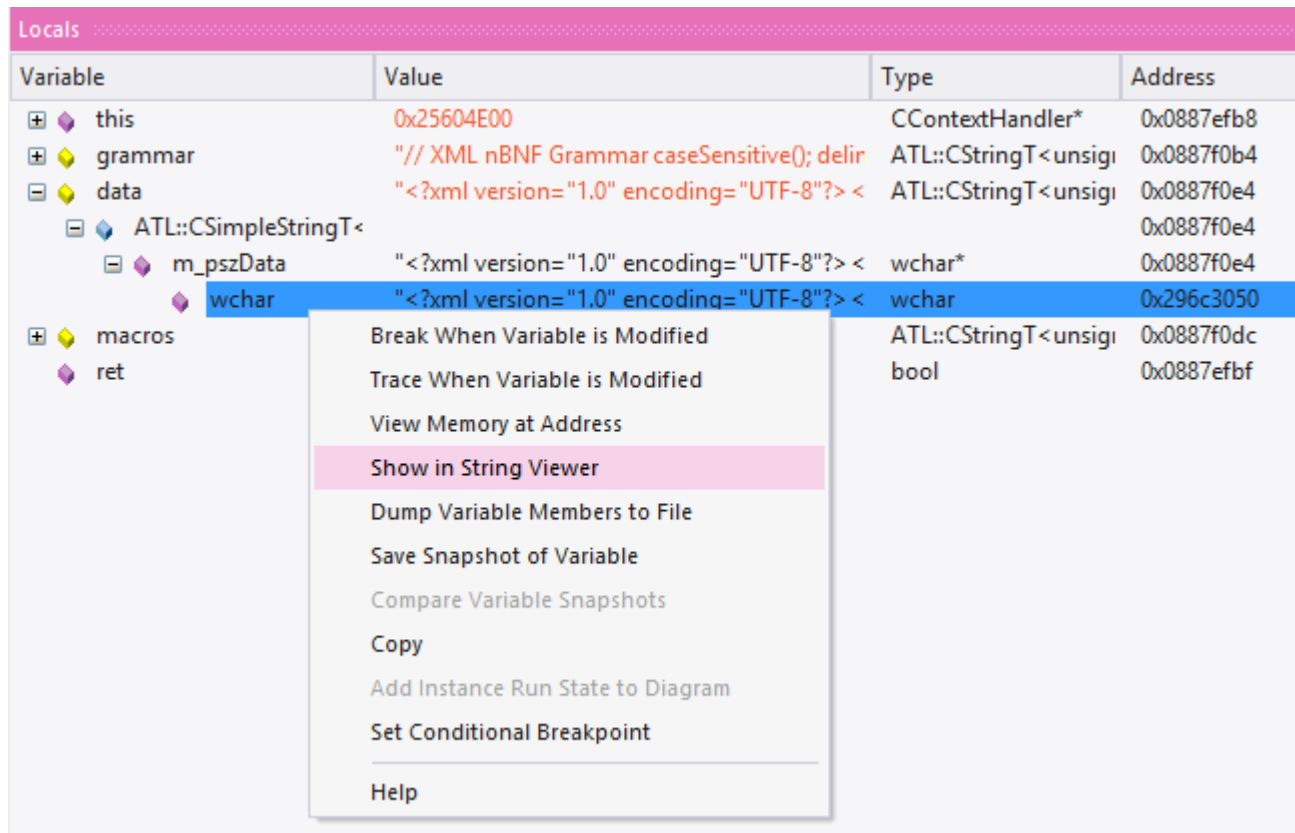 Locals
Variable Value Type Address
this 0x25604E00 CContextHandler* 0x0887efb8
grammar "// XML nBNF Grammar caseSensitive(); delin ATL::CStringT<unsigı 0x0887f0b4
data "<?xml version="1.0" encoding="UTF-8"?> < ATL::CStringT<unsigı 0x0887f0e4
ATL::CSimpleStringT< 0x0887f0e4
m_pszData "<?xml version="1.0" encoding="UTF-8"?> < wchar* 0x0887f0e4
wchar "<?xml version="1.0" encoding="UTF-8"?> < wchar 0x296c3050
macros ATL::CStringT<unsigı 0x0887f0dc
ret bool 0x0887efbf
Break When Variable is Modified
Trace When Variable is Modified
View Memory at Address
Show in String Viewer
Dump Variable Members to File
Save Snapshot of Variable
Compare Variable Snapshots
Copy
Add Instance Run State to Diagram
Set Conditional Breakpoint
Help